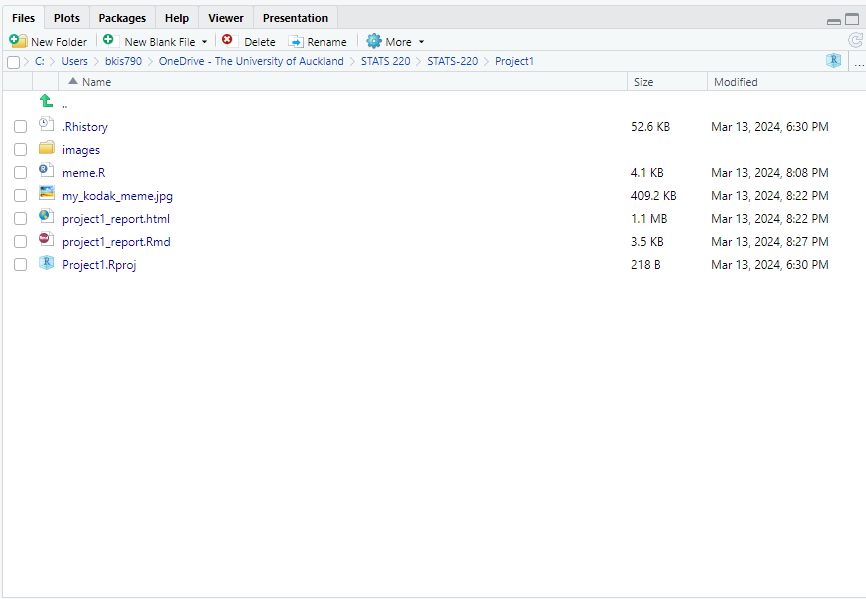 Files Plots Packages Help Viewer Presentation
New Folder New Blank File Delete Rename More
C: Users bkis790 OneDrive - The University of Auckland STATS 220 STATS-220 Project1 R ...
Name Size Modified
..
.Rhistory 52.6 KB Mar 13, 2024, 6:30 PM
images
R meme.R 4.1 KB Mar 13, 2024, 8:08 PM
my_kodak_meme.jpg 409.2 KB Mar 13, 2024, 8:22 PM
project1_report.html 1.1 MB Mar 13, 2024, 8:22 PM
project1_report.Rmd 3.5 KB Mar 13, 2024, 8:27 PM
R Project1.Rproj 218 B Mar 13, 2024, 6:30 PM